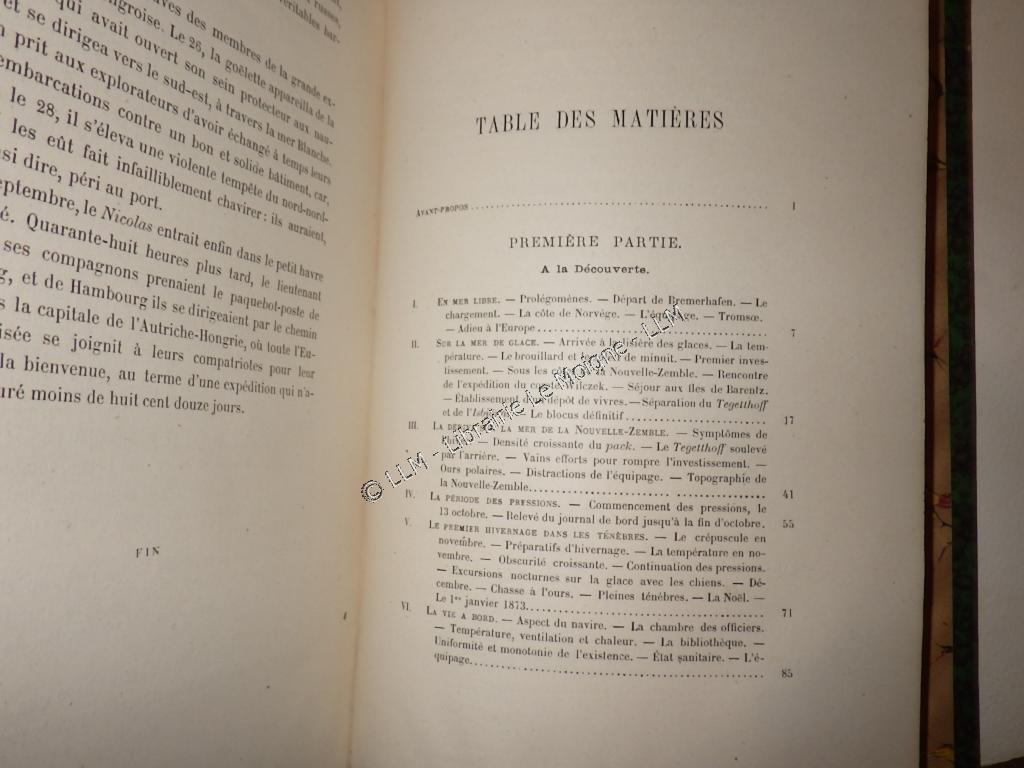 russes,
véritables bar-
aves des membres de la grande ex-
ngroise. Le 26, la goëlette appareilla de la
qui avait ouvert son sein protecteur aux nau-
et se dirigea vers le sud-est, à travers la mer Blanche.
prit aux explorateurs d'avoir échangé à temps leurs
embarcations contre un bon et solide bâtiment, car,
le 28, il s'éleva une violente tempête du nord-nord-
les eût fait infailliblement chavirer : ils auraient,
si dire, péri au port.
eptembre, le Nicolas entrait enfin dans le petit havre
é. Quarante-huit heures plus tard, le lieutenant
ses compagnons prenaient le paquebot-poste de
g, et de Hambourg ils se dirigeaient par le chemin
s la capitale de l'Autriche-Hongrie, où toute l'Eu-
isée se joignit à leurs compatriotes pour leur
la bienvenue, au terme d'une expédition qui n'a-
uré moins de huit cent douze jours.
FIN
TABLE DES MATIÈRES
AVANT-PROPOS 1
PREMIÈRE PARTIE.
A la Découverte.
I. EN MER LIBRE. — Prolégomènes. — Départ de Bremerhafen. — Le
chargement. — La côte de Norvége. — L'équipage. — Tromsœ.
— Adieu à l'Europe 7
II. SUR LA MER DE GLACE. — Arrivée à la lisière des glaces. — La tem-
pérature. — Le brouillard et le soleil de minuit. — Premier inves-
tissement. — Sous les côtes de la Nouvelle-Zemble. — Rencontre
de l'expédition du comte Wilczek. — Séjour aux îles de Barentz.
— Établissement d'un dépôt de vivres. — Séparation du Tegetthoff
et de l'Isbjörn. — Le blocus définitif 17
III. LA DÉRIVE SUR LA MER DE LA NOUVELLE-ZEMBLE. — Symptômes de
l'hiver. — Densité croissante du pack. — Le Tegetthoff soulevé
par l'arrière. — Vains efforts pour rompre l'investissement. —
Ours polaires. — Distractions de l'équipage. — Topographie de
la Nouvelle-Zemble. 41
IV. LA PÉRIODE DES PRESSIONS. — Commencement des pressions, le
13 octobre. — Relevé du journal de bord jusqu'à la fin d'octobre. 55
V. LE PREMIER HIVERNAGE DANS LES TÉNÈBRES. — Le crépuscule en
novembre. — Préparatifs d'hivernage. — La température en no-
vembre. — Obscurité croissante. — Continuation des pressions.
— Excursions nocturnes sur la glace avec les chiens. — Dé-
cembre. — Chasse à l'ours. — Pleines ténèbres. — La Noël. —
Le 1er janvier 1873 71
VI. LA VIE A BORD. — Aspect du navire. — La chambre des officiers.
— Température, ventilation et chaleur. — La bibliothèque. —
Uniformité et monotonie de l'existence. — État sanitaire. — L'é-
quipage 85
© LLM - Librairie Le Moigne - LLM